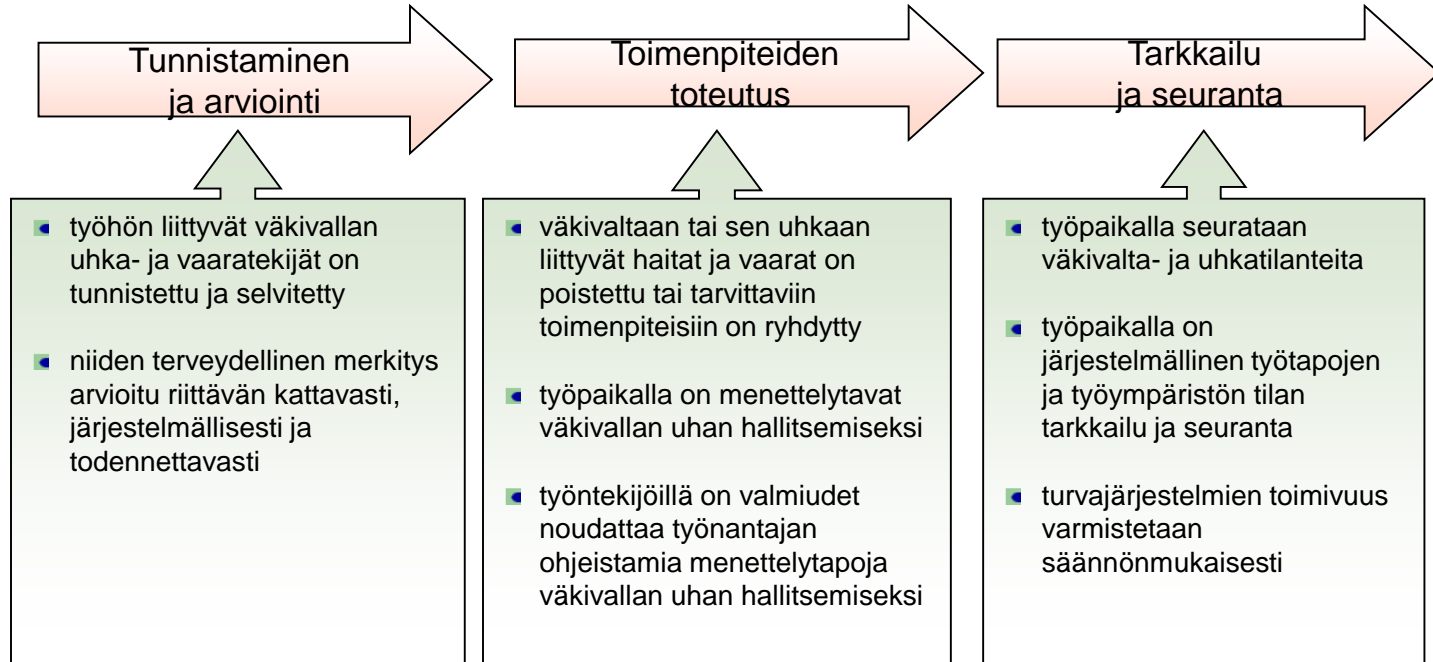 Tunnistaminen
ja arviointi
työhön liittyvät väkivallan
uhka- ja vaaratekijät on
tunnistettu ja selvitetty
niiden terveydellinen merkitys
arvioitu riittävän kattavasti,
järjestelmällisesti ja
todennettavasti
Toimenpiteiden
toteutus
väkivaltaan tai sen uhkaan
liittyvät haitat ja vaarat on
poistettu tai tarvittaviin
toimenpiteisiin on ryhdytty
työpaikalla on menettelytavat
väkivallan uhan hallitsemiseksi
työntekijöillä on valmiudet
noudattaa työnantajan
ohjeistamia menettelytapoja
väkivallan uhan hallitsemiseksi
Tarkkailu
ja seuranta
työpaikalla seurataan
väkivalta- ja uhkatilanteita
työpaikalla on
järjestelmällinen työtapojen
ja työympäristön tilan
tarkkailu ja seuranta
turvajärjestelmien toimivuus
varmistetaan
säännönmukaisesti